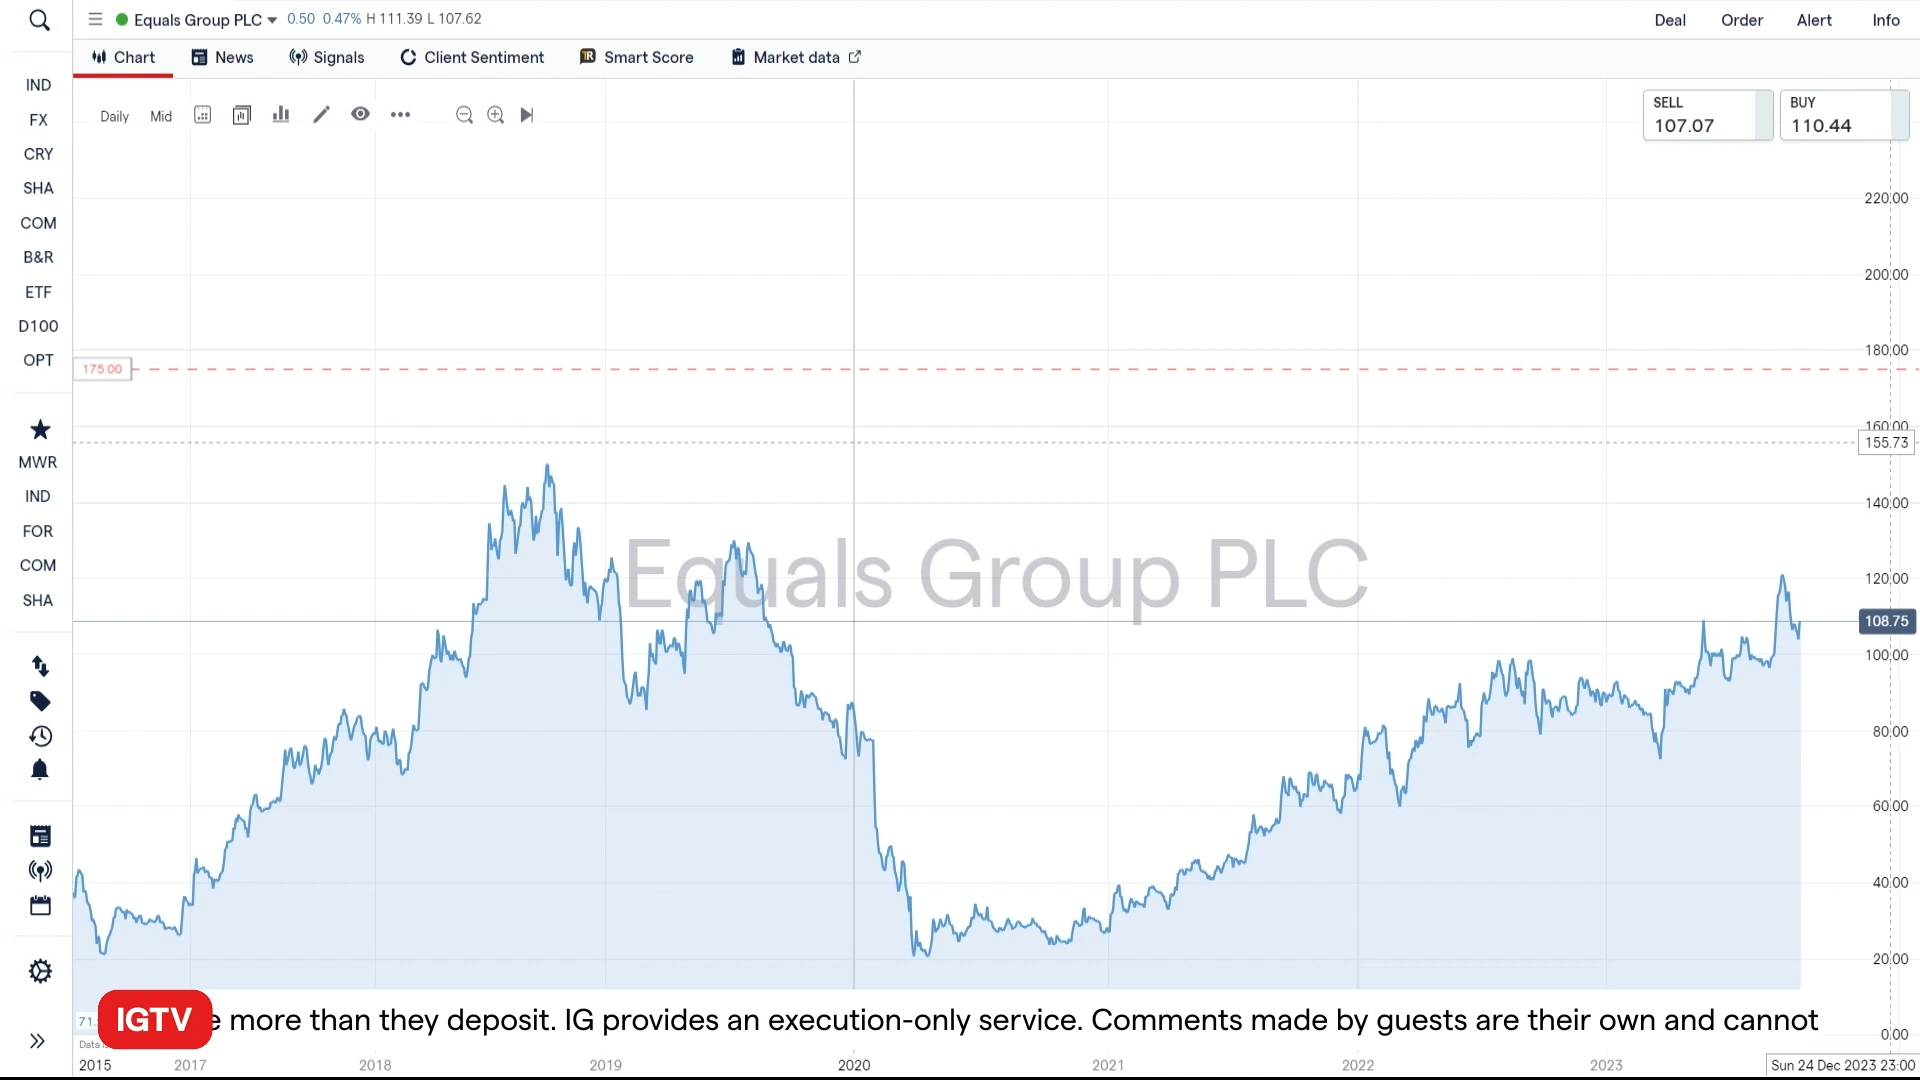 Equals Group PLC 0.50 0.47% H 111.39 L 107.62 Deal Order Alert Info
Chart News Signals Client Sentiment TR Smart Score Market data
Daily Mid
SELL
107.07
BUY
110.44
IND
FX
CRY
SHA
COM
B&R
ETF
D100
OPT
MWR
IND
FOR
COM
SHA
220.00
200.00
180.00
175.00
160.00
155.73
140.00
120.00
108.75
100.00
80.00
60.00
40.00
20.00
0.00
Equals Group PLC
71.
IGTV e more than they deposit. IG provides an execution-only service. Comments made by guests are their own and cannot
Data
2015 2017 2018 2019 2020 2021 2022 2023 Sun 24 Dec 2023 23:00